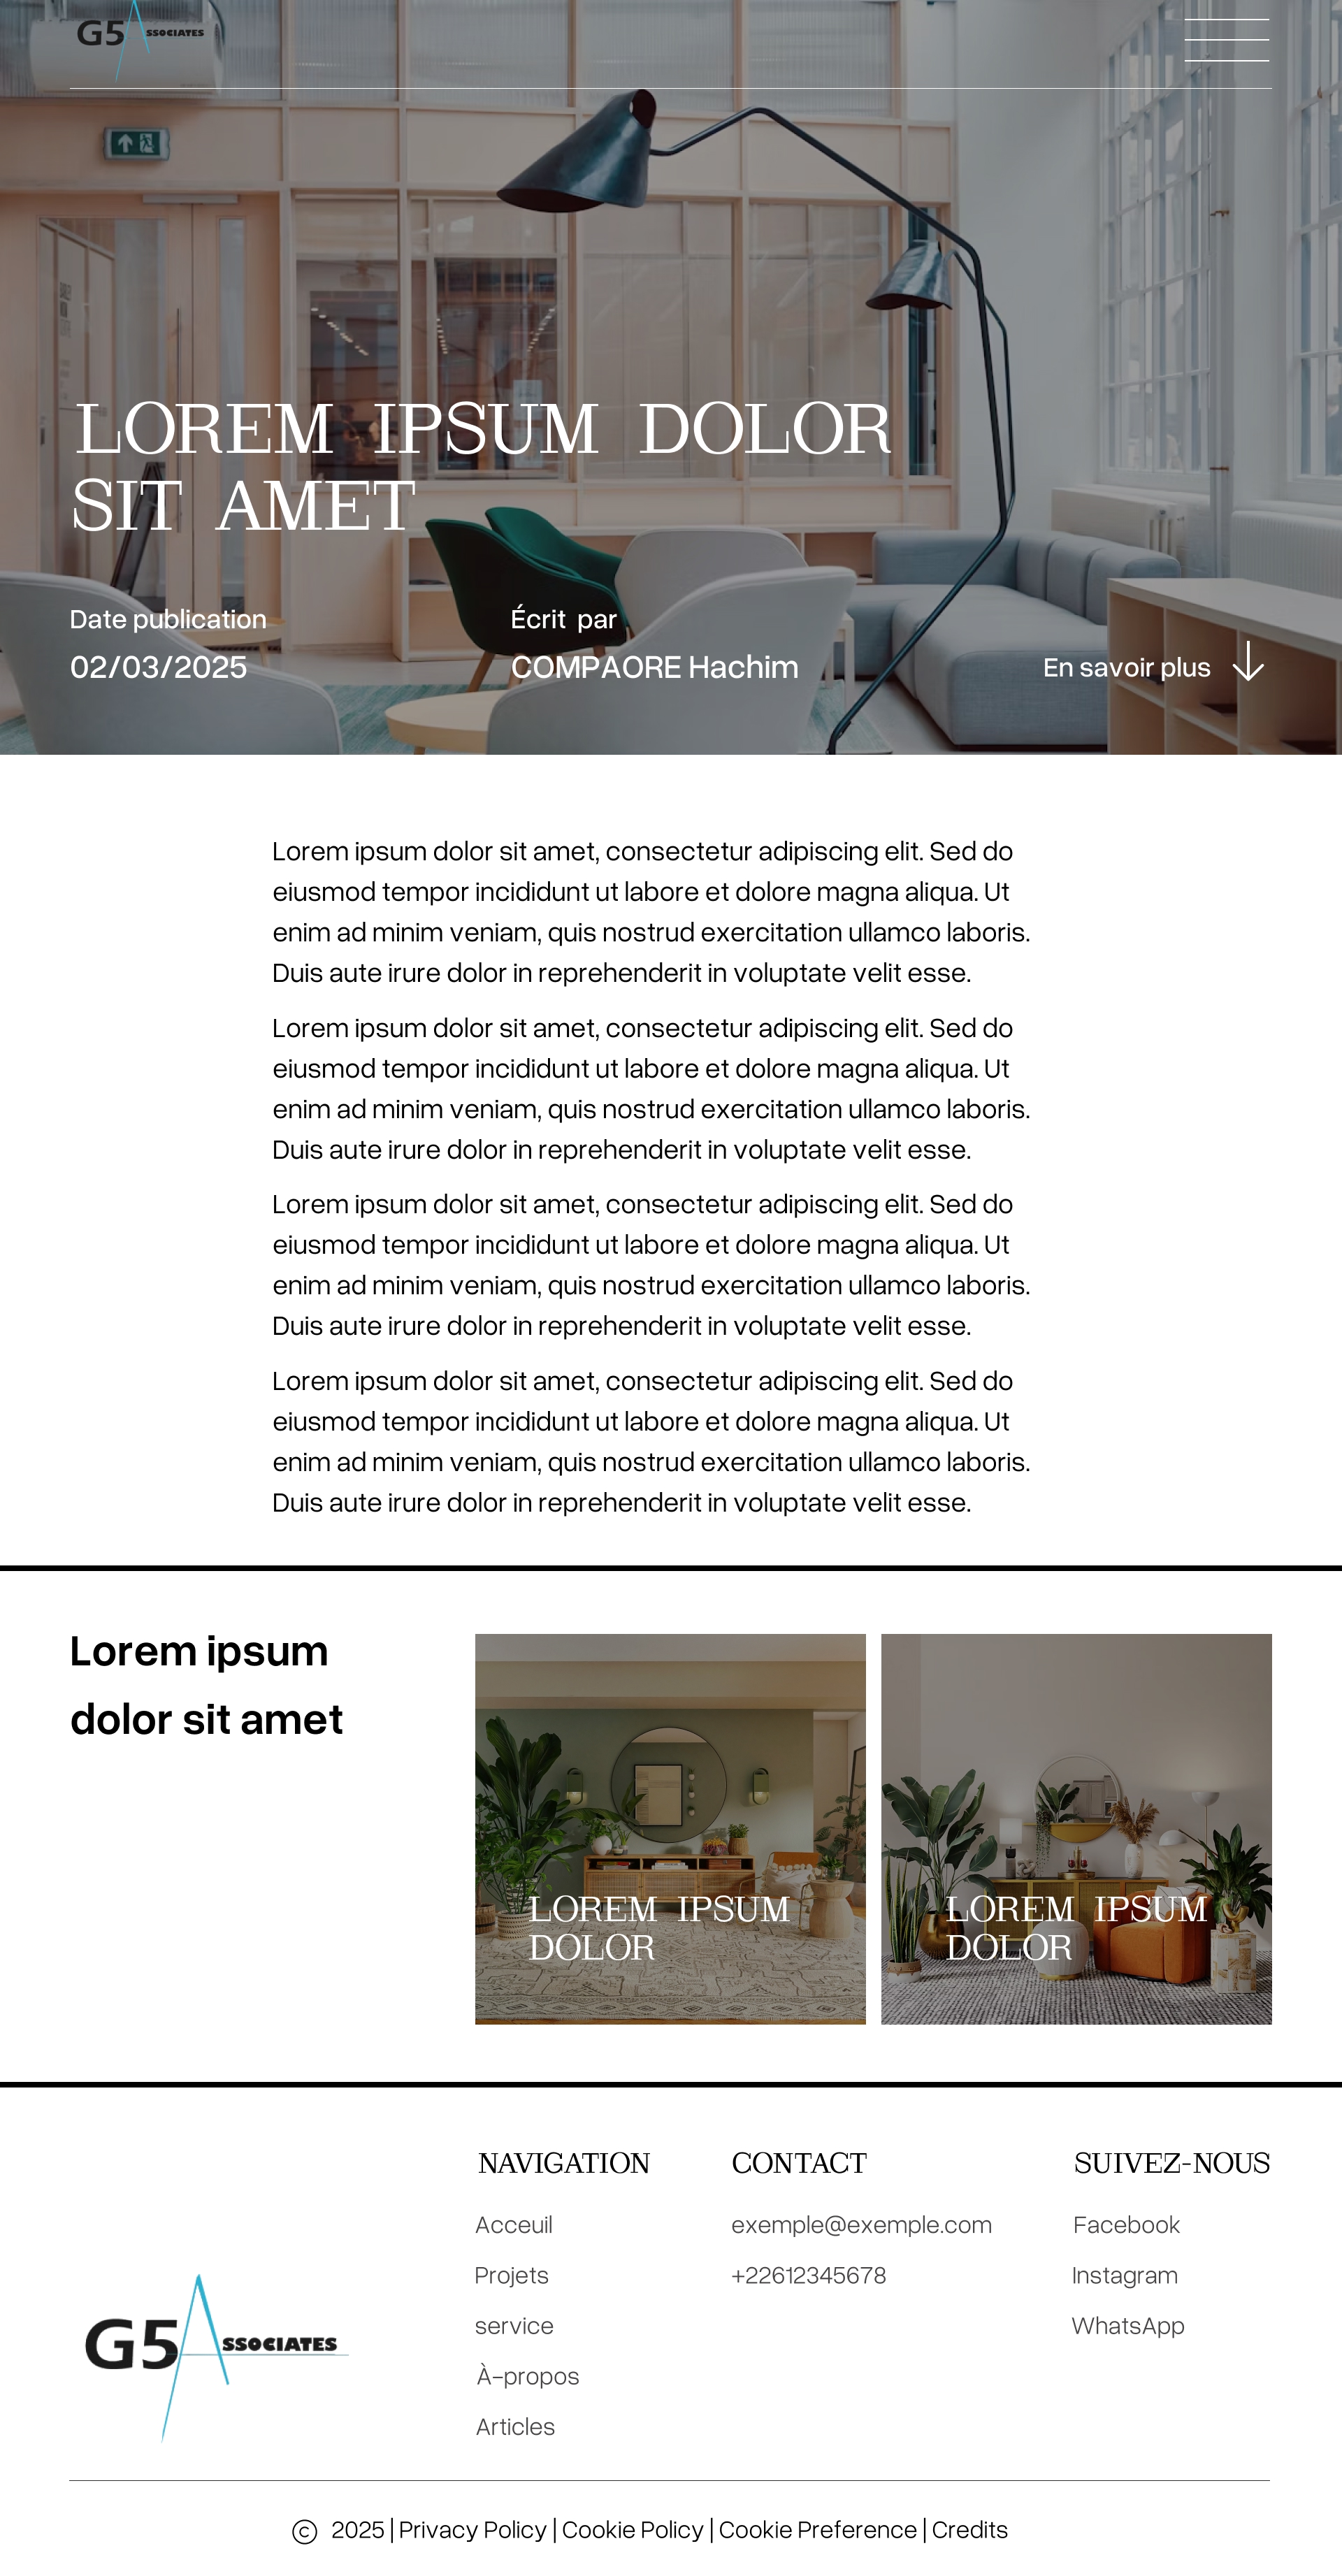 G5 ASSOCIATES
LOREM IPSUM DOLOR
SIT AMET
Date publication
02/03/2025
Écrit par
COMPAORE Hachim
En savoir plus
Lorem ipsum dolor sit amet, consectetur adipiscing elit. Sed do
eiusmod tempor incididunt ut labore et dolore magna aliqua. Ut
enim ad minim veniam, quis nostrud exercitation ullamco laboris.
Duis aute irure dolor in reprehenderit in voluptate velit esse.
Lorem ipsum dolor sit amet, consectetur adipiscing elit. Sed do
eiusmod tempor incididunt ut labore et dolore magna aliqua. Ut
enim ad minim veniam, quis nostrud exercitation ullamco laboris.
Duis aute irure dolor in reprehenderit in voluptate velit esse.
Lorem ipsum dolor sit amet, consectetur adipiscing elit. Sed do
eiusmod tempor incididunt ut labore et dolore magna aliqua. Ut
enim ad minim veniam, quis nostrud exercitation ullamco laboris.
Duis aute irure dolor in reprehenderit in voluptate velit esse.
Lorem ipsum dolor sit amet, consectetur adipiscing elit. Sed do
eiusmod tempor incididunt ut labore et dolore magna aliqua. Ut
enim ad minim veniam, quis nostrud exercitation ullamco laboris.
Duis aute irure dolor in reprehenderit in voluptate velit esse.
Lorem ipsum
dolor sit amet
LOREM IPSUM
DOLOR
LOREM IPSUM
DOLOR
G5 ASSOCIATES
NAVIGATION
Acceuil
Projets
service
À-propos
Articles
CONTACT
exemple@exemple.com
+22612345678
SUIVEZ-NOUS
Facebook
Instagram
WhatsApp
© 2025 | Privacy Policy | Cookie Policy | Cookie Preference | Credits